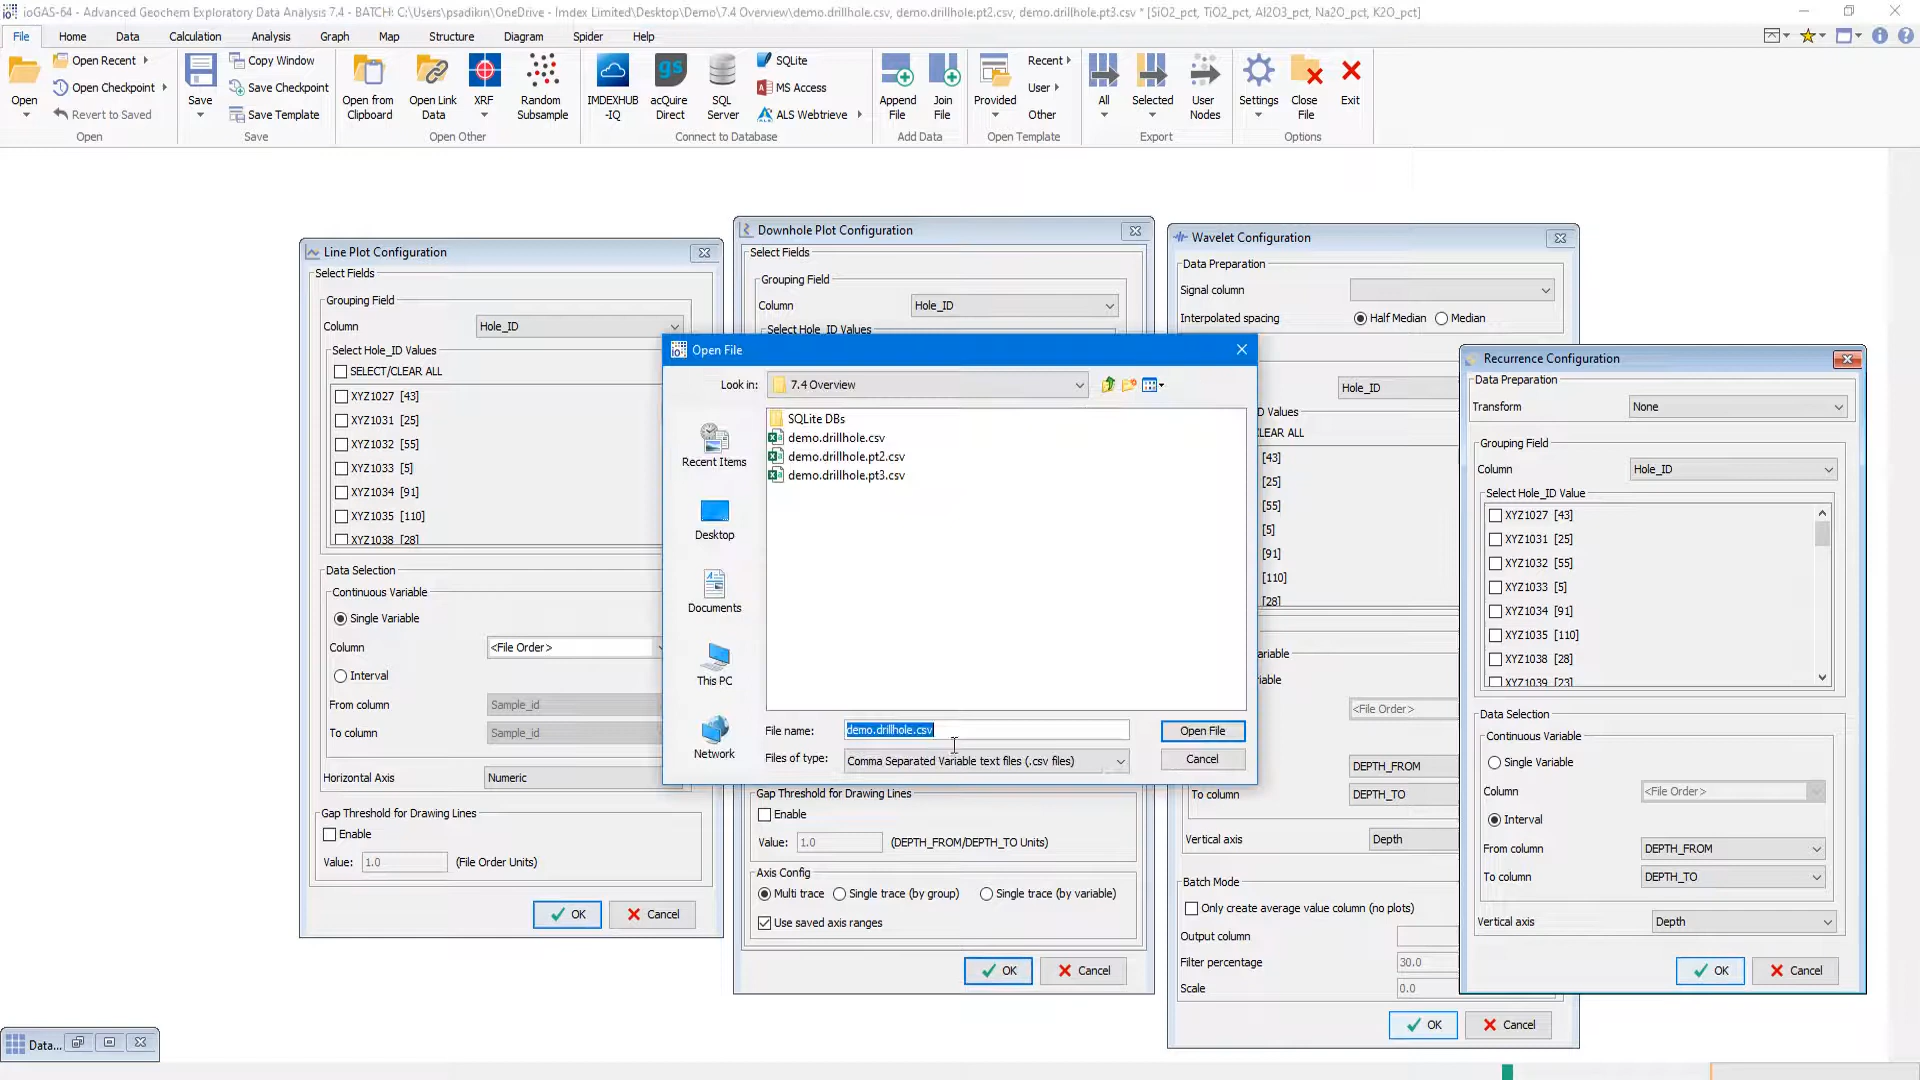 ioGAS-64 - Advanced Geochem Exploratory Data Analysis 7.4 - BATCH: C:\Users\psadikin\OneDrive - Imdex Limited\Desktop\Demo\7.4 Overview\demo.drillhole.csv, demo.drillhole.pt2.csv, demo.drillhole.pt3.csv * [SiO2_pct, TiO2_pct, Al2O3_pct, Na2O_pct, K2O_pct]
File Home Data Calculation Analysis Graph Map Structure Diagram Spider Help
Open
Open Recent
Open Checkpoint
Revert to Saved
Open
Save
Copy Window
Save Checkpoint
Save Template
Save
Open from
Clipboard
Open Link
Data
XRF
Random
Subsample
Open Other
IMDEXHUB
-IQ
gs
acQuire
Direct
SQL
Server
SQLite
MS Access
ALS Webtrieve
Connect to Database
Append
File
Join
File
Add Data
Provided
Recent
User
Other
Open Template
All
Selected
User
Nodes
Export
Settings
Close
File
Exit
Options
Line Plot Configuration
Select Fields
Grouping Field
Column Hole_ID
Select Hole_ID Values
SELECT/CLEAR ALL
XYZ1027 [43]
XYZ1031 [25]
XYZ1032 [55]
XYZ1033 [5]
XYZ1034 [91]
XYZ1035 [110]
XYZ1038 [28]
Data Selection
Continuous Variable
Single Variable
Column <File Order>
Interval
From column Sample_id
To column Sample_id
Horizontal Axis Numeric
Gap Threshold for Drawing Lines
Enable
Value: 1.0 (File Order Units)
OK Cancel
Downhole Plot Configuration
Select Fields
Grouping Field
Column Hole_ID
Select Hole_ID Values
Open File
Look in: 7.4 Overview
Recent Items
Desktop
Documents
This PC
Network
SQLite DBs
demo.drillhole.csv
demo.drillhole.pt2.csv
demo.drillhole.pt3.csv
File name: demo.drillhole.csv Open File
Files of type: Comma Separated Variable text files (.csv files) Cancel
Gap Threshold for Drawing Lines
Enable
Value: 1.0 (DEPTH_FROM/DEPTH_TO Units)
Axis Config
Multi trace Single trace (by group) Single trace (by variable)
Use saved axis ranges
OK Cancel
Wavelet Configuration
Data Preparation
Signal column
Interpolated spacing Half Median Median
Hole_ID
D Values
LEAR ALL
[43]
[25]
[55]
[5]
[91]
[110]
[28]
ariable
iable
<File Order>
DEPTH_FROM
To column DEPTH_TO
Vertical axis Depth
Batch Mode
Only create average value column (no plots)
Output column
Filter percentage 30.0
Scale 0.0
OK Cancel
Recurrence Configuration
Data Preparation
Transform None
Grouping Field
Column Hole_ID
Select Hole_ID Value
XYZ1027 [43]
XYZ1031 [25]
XYZ1032 [55]
XYZ1033 [5]
XYZ1034 [91]
XYZ1035 [110]
XYZ1038 [28]
XYZ1039 [23]
Data Selection
Continuous Variable
Single Variable
Column <File Order>
Interval
From column DEPTH_FROM
To column DEPTH_TO
Vertical axis Depth
OK Cancel
Data...